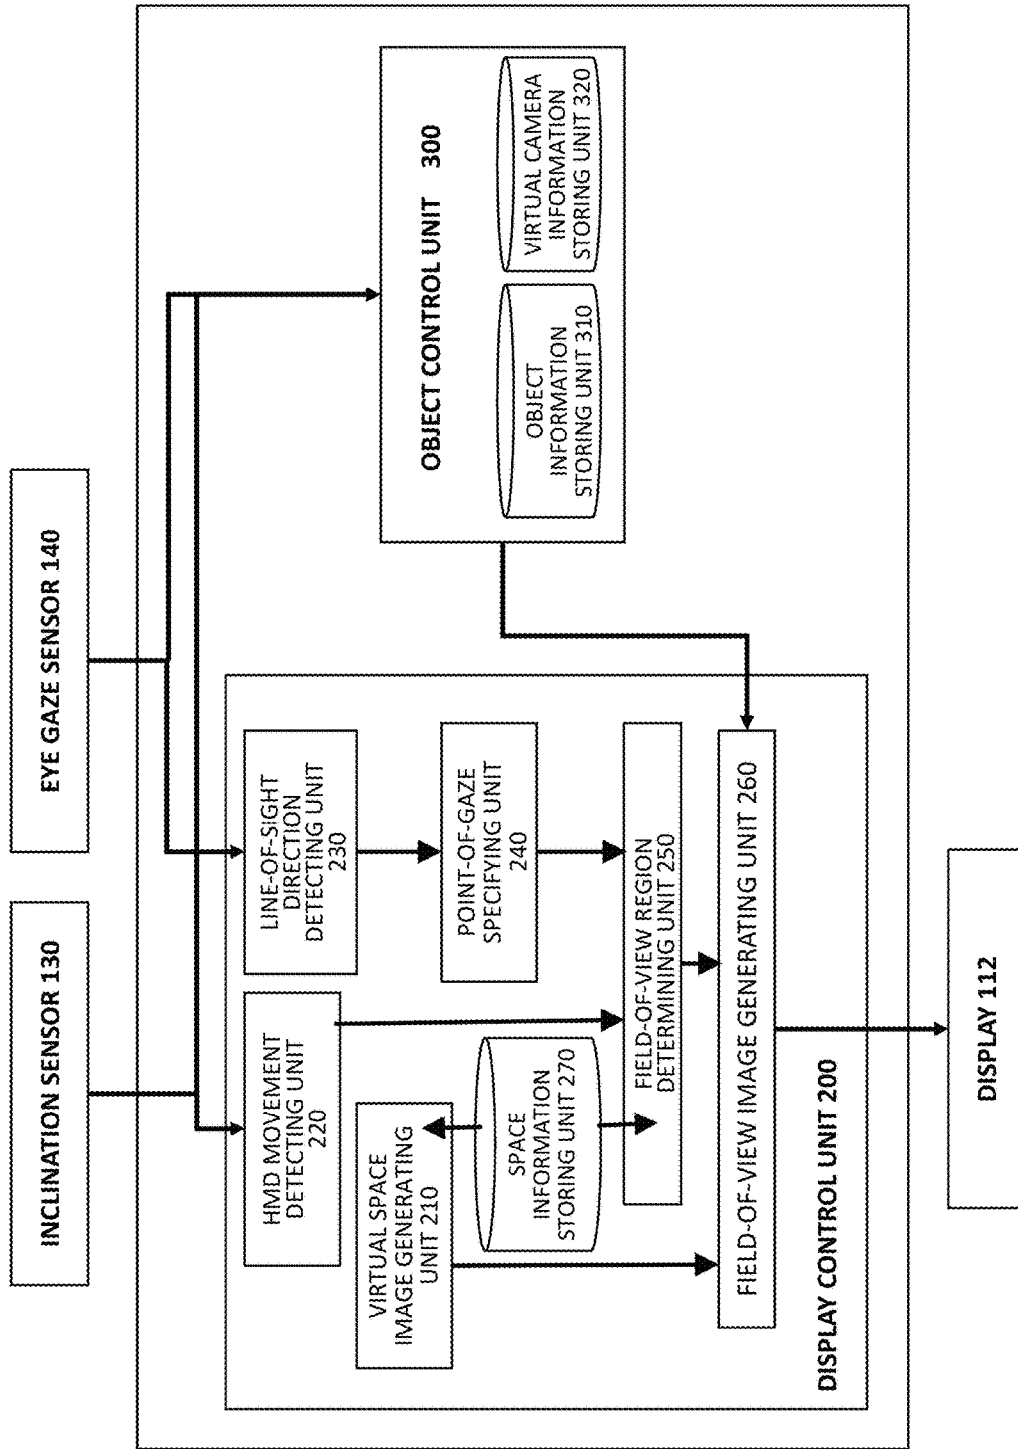 INCLINATION SENSOR 130
EYE GAZE SENSOR 140
HMD MOVEMENT
DETECTING UNIT
220
LINE-OF-SIGHT
DIRECTION
DETECTING UNIT
230
VIRTUAL SPACE
IMAGE GENERATING
UNIT 210
POINT-OF-GAZE
SPECIFYING UNIT
240
SPACE
INFORMATION
STORING UNIT 270
FIELD-OF-VIEW REGION
DETERMINING UNIT 250
FIELD-OF-VIEW IMAGE GENERATING UNIT 260
DISPLAY CONTROL UNIT 200
OBJECT CONTROL UNIT 300
OBJECT
INFORMATION
STORING UNIT 310
VIRTUAL CAMERA
INFORMATION
STORING UNIT 320
DISPLAY 112